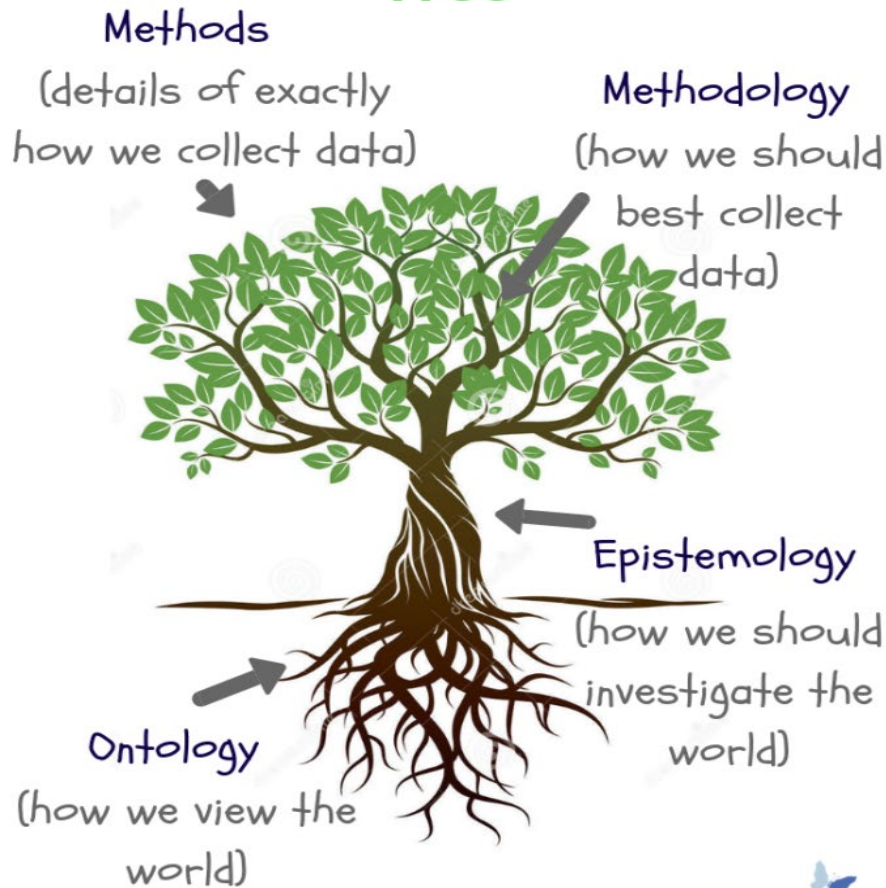 Methods
(details of exactly
how we collect data)
Methodology
(how we should
best collect
data)
Epistemology
(how we should
investigate the
world)
Ontology
(how we view the
world)